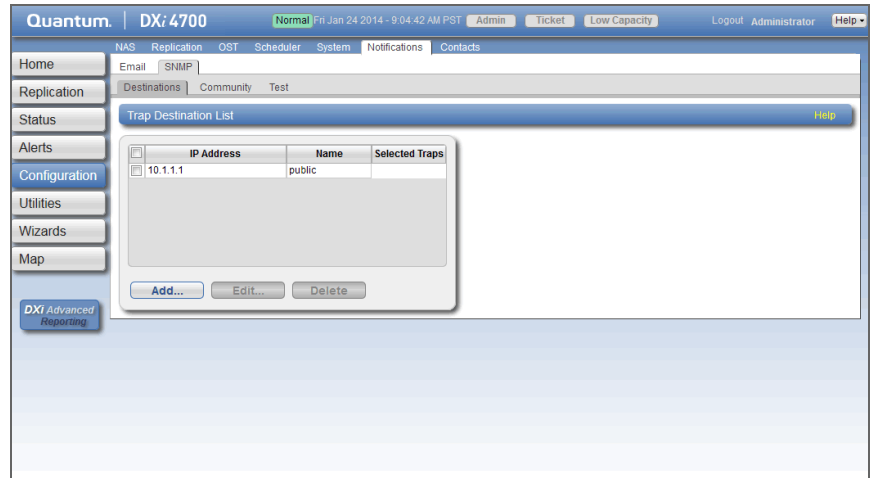 Quantum. DXi 4700 Normal Fri Jan 24 2014 - 9:04:42 AM PST Admin Ticket Low Capacity Logout Administrator Help
NAS Replication OST Scheduler System Notifications Contacts
Home
Email SNMP
Replication
Destinations Community Test
Status
Trap Destination List Help
Alerts
IP Address Name Selected Traps
Configuration
10.1.1.1 public
Utilities
Wizards
Map
Add... Edit... Delete
DXi Advanced
Reporting